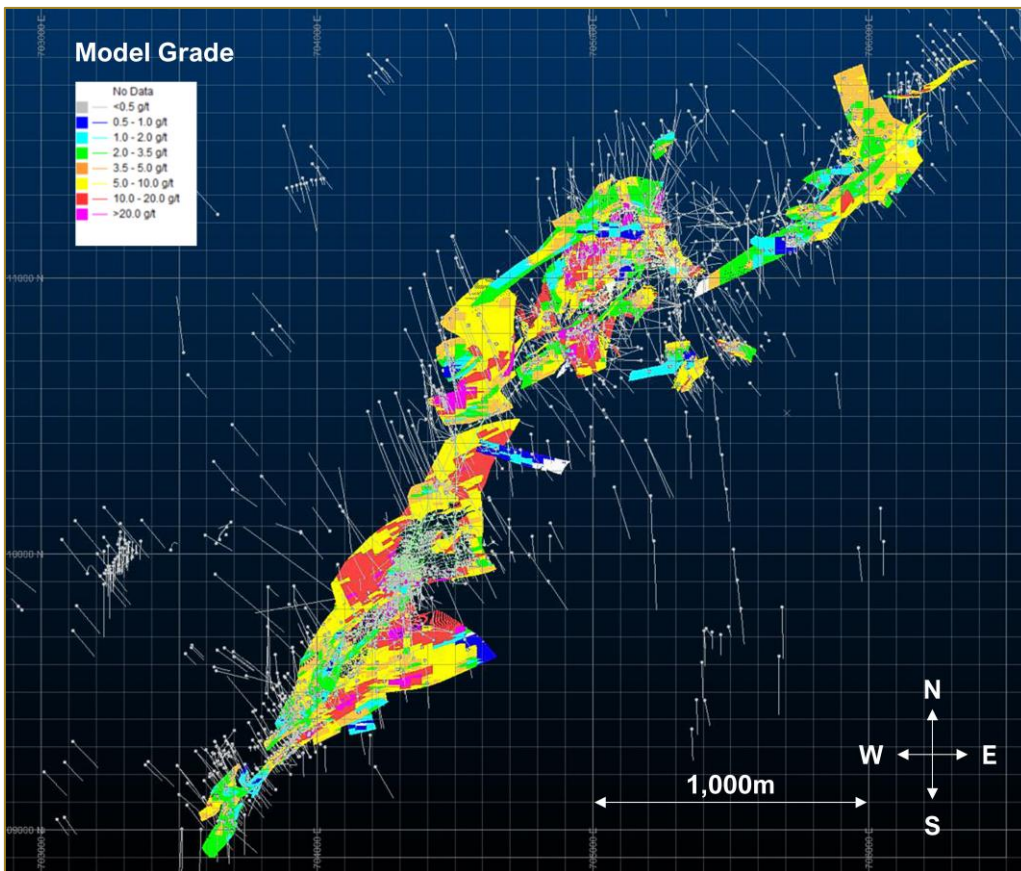 Model Grade
No Data
<0.5 g/t
0.5 - 1.0 g/t
1.0 - 2.0 g/t
2.0 - 3.5 g/t
3.5 - 5.0 g/t
5.0 - 10.0 g/t
10.0 - 20.0 g/t
>20.0 g/t
11000 N
10000 N
09000 N
N
W
E
S
1,000m